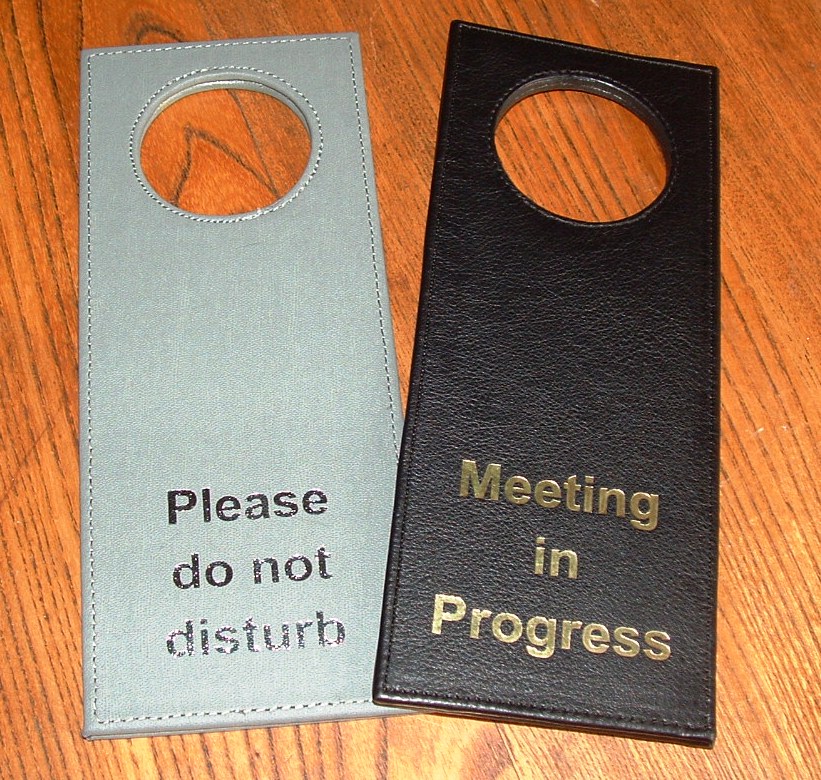 Please
do not
disturb
Meeting
in
Progress